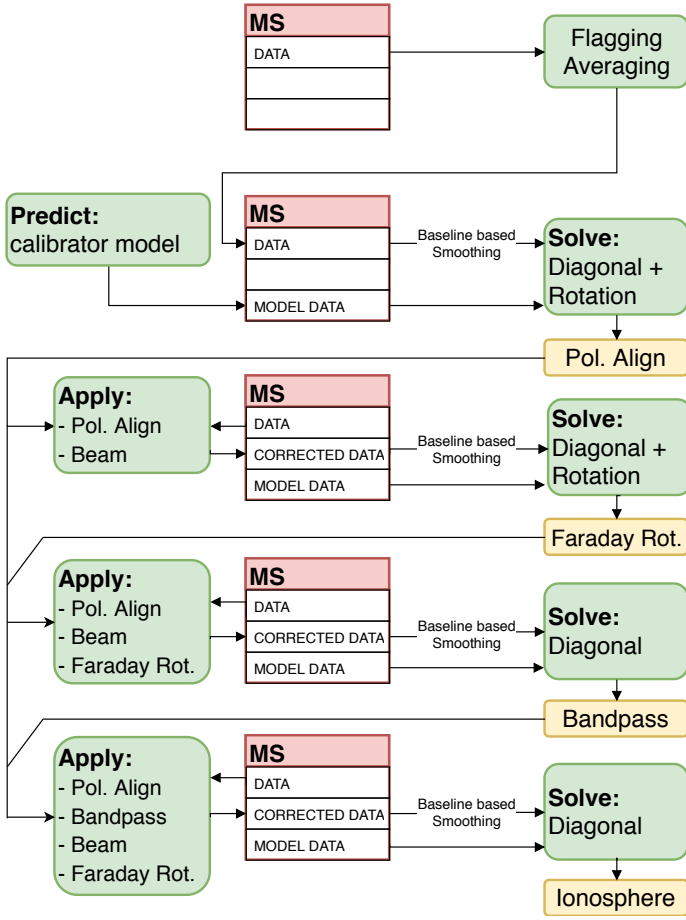 MS
DATA
Flagging
Averaging
Predict:
calibrator model
MS
DATA
MODEL DATA
Baseline based
Smoothing
Solve:
Diagonal +
Rotation
Pol. Align
Apply:
- Pol. Align
- Beam
MS
DATA
CORRECTED DATA
MODEL DATA
Baseline based
Smoothing
Solve:
Diagonal +
Rotation
Faraday Rot.
Apply:
- Pol. Align
- Beam
- Faraday Rot.
MS
DATA
CORRECTED DATA
MODEL DATA
Baseline based
Smoothing
Solve:
Diagonal
Bandpass
Apply:
- Pol. Align
- Bandpass
- Beam
- Faraday Rot.
MS
DATA
CORRECTED DATA
MODEL DATA
Baseline based
Smoothing
Solve:
Diagonal
Ionosphere